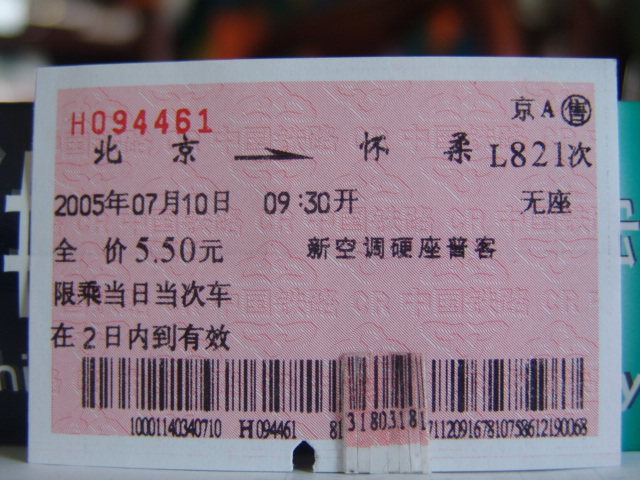 H094461
京A 售
北京 怀柔 L821次
2005年07月10日 09:30开 无座
全 价 5.50元 新空调硬座普客
限乘当日当次车
在2日内到有效
10001140340710 H094461 81 31803181 711209167810758612190068